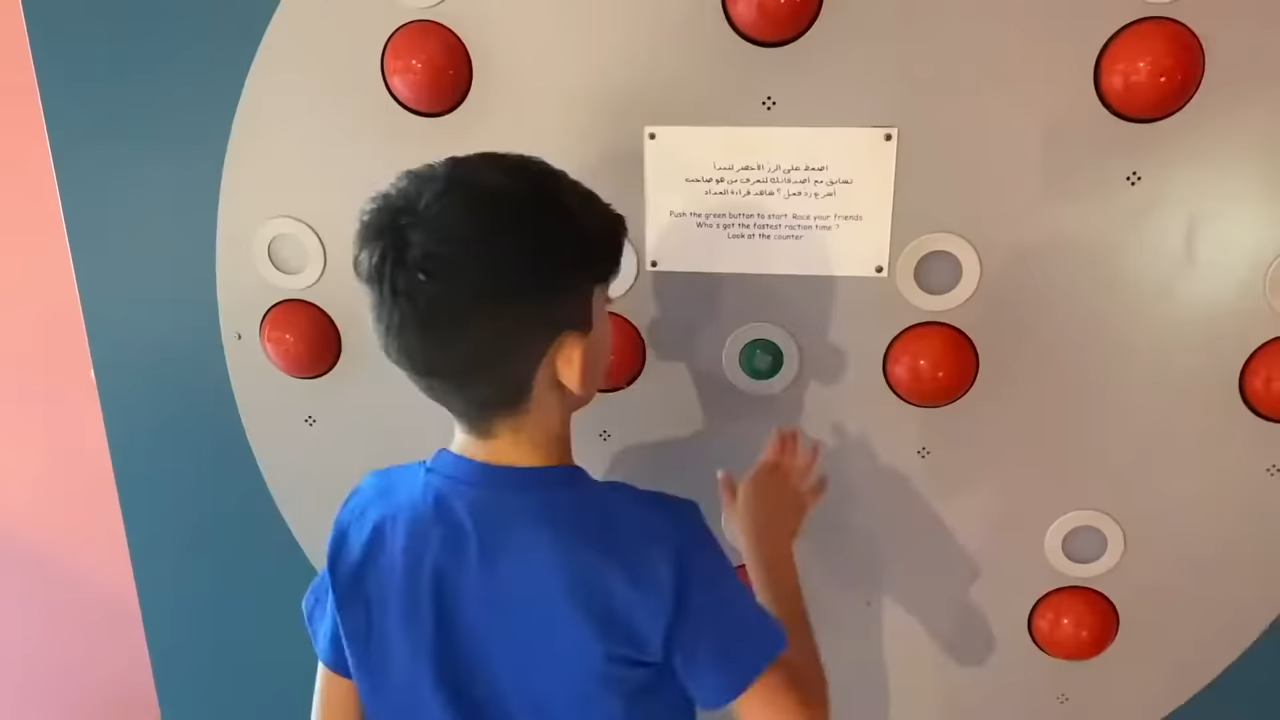 اضغط على الزر الأخضر لتبدأ
تسابق مع أصدقائك لتعرف من هو صاحب
أسرع رد فعل ؟ شاهد قراءة العداد
Push the green button to start. Race your friends
Who's got the fastest raction time ?
Look at the counter